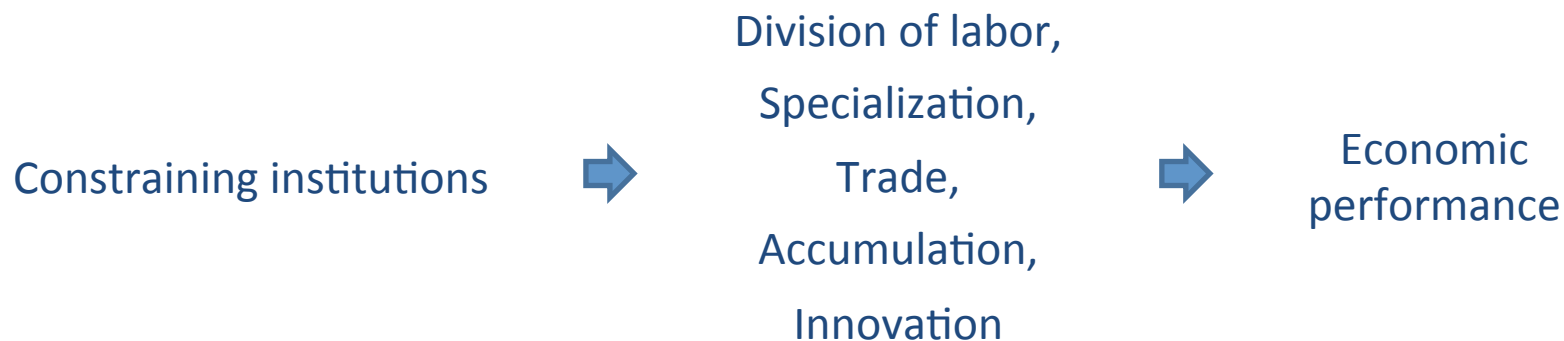 Constraining institutions
Division of labor,
Specialization,
Trade,
Accumulation,
Innovation
Economic
performance